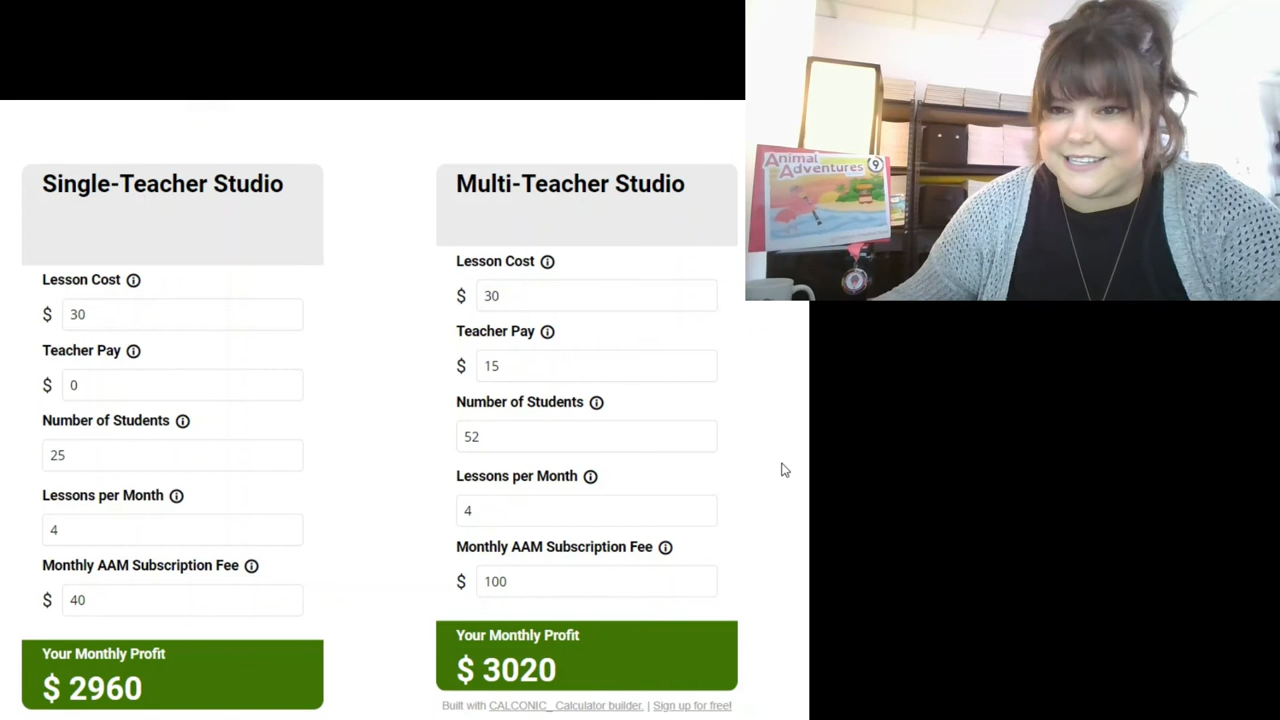 Single-Teacher Studio
Lesson Cost
$ 30
Teacher Pay
$ 0
Number of Students
25
Lessons per Month
4
Monthly AAM Subscription Fee
$ 40
Your Monthly Profit
$ 2960
Multi-Teacher Studio
Lesson Cost
$ 30
Teacher Pay
$ 15
Number of Students
52
Lessons per Month
4
Monthly AAM Subscription Fee
$ 100
Your Monthly Profit
$ 3020
Built with CALCONIC_ Calculator builder. | Sign up for free!
Animal
Adventures 9